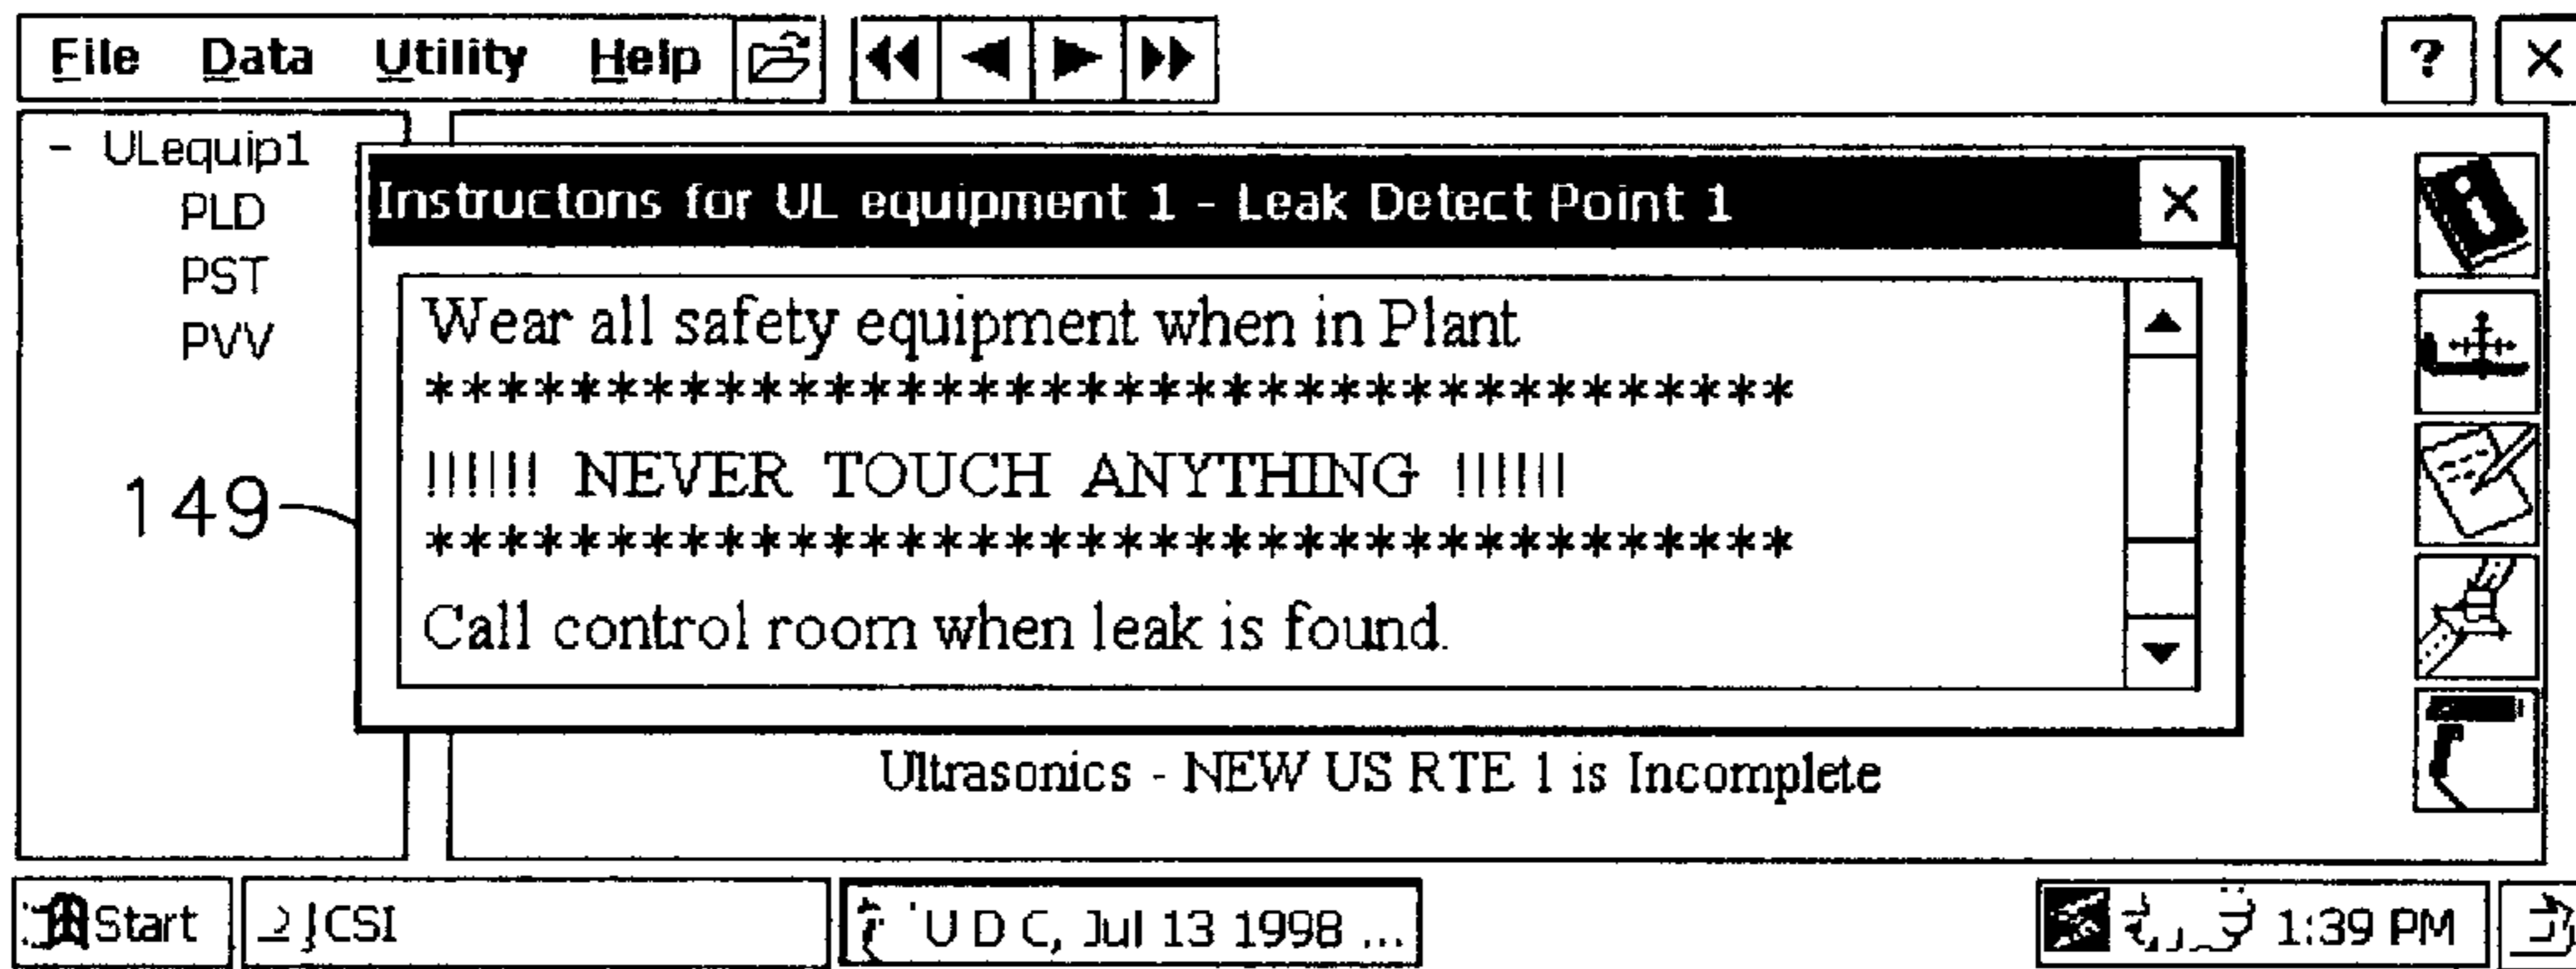 File Data Utility Help
?
×
- ULequip1
PLD
PST
PVV
149
Instructons for UL equipment 1 - Leak Detect Point 1
×
Wear all safety equipment when in Plant
**************************************
!!!!!! NEVER TOUCH ANYTHING !!!!!!
**************************************
Call control room when leak is found.
Ultrasonics - NEW US RTE 1 is Incomplete
Start
CSI
U D C, Jul 13 1998 ...
1:39 PM